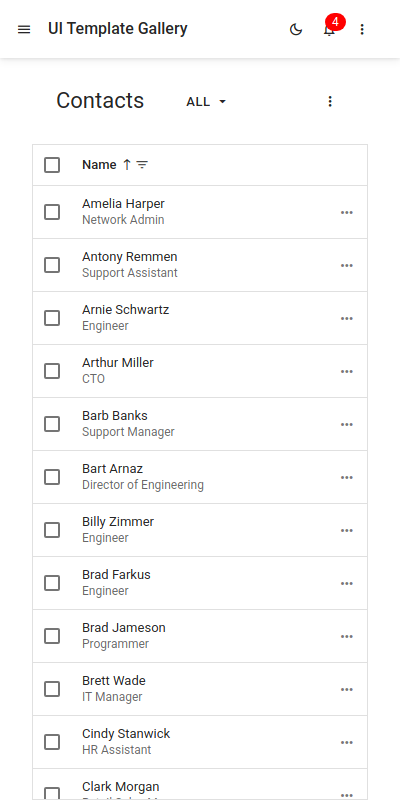 UI Template Gallery
4
Contacts
ALL
Name
Amelia Harper
Network Admin
Antony Remmen
Support Assistant
Arnie Schwartz
Engineer
Arthur Miller
CTO
Barb Banks
Support Manager
Bart Arnaz
Director of Engineering
Billy Zimmer
Engineer
Brad Farkus
Engineer
Brad Jameson
Programmer
Brett Wade
IT Manager
Cindy Stanwick
HR Assistant
Clark Morgan